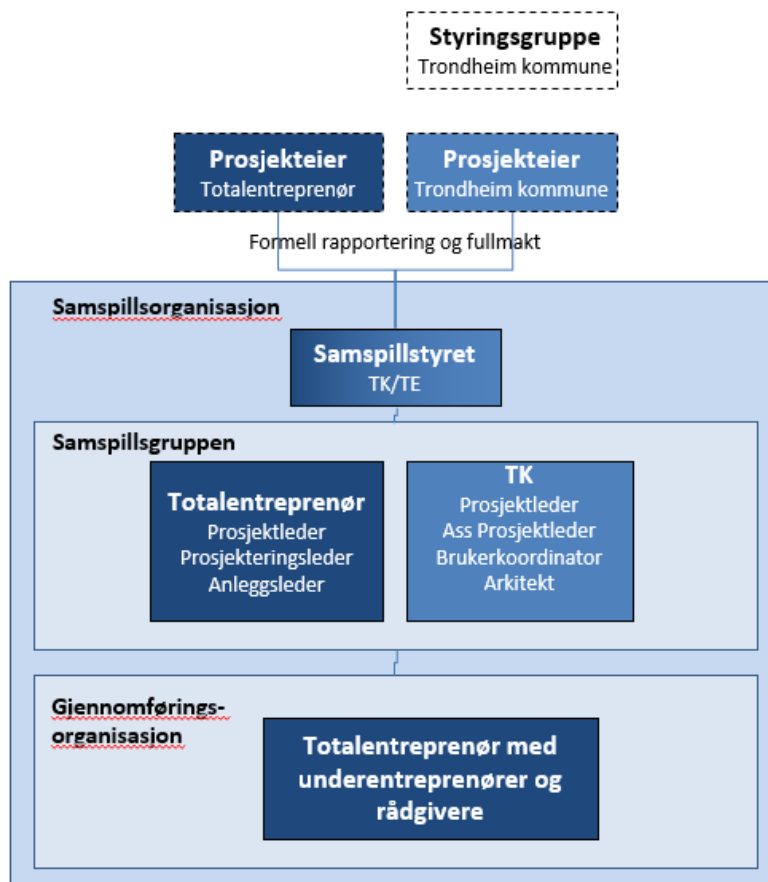 Styringsgruppe
Trondheim kommune
Prosjekteier
Totalentreprenør
Prosjekteier
Trondheim kommune
Formell rapportering og fullmakt
Samspillsorganisasjon
Samspillstyret
TK/TE
Samspillsgruppen
Totalentreprenør
Prosjektleder
Prosjekteringsleder
Anleggsleder
TK
Prosjektleder
Ass Prosjektleder
Brukerkoordinator
Arkitekt
Gjennomførings-
organisasjon
Totalentreprenør med
underentreprenører og
rådgivere